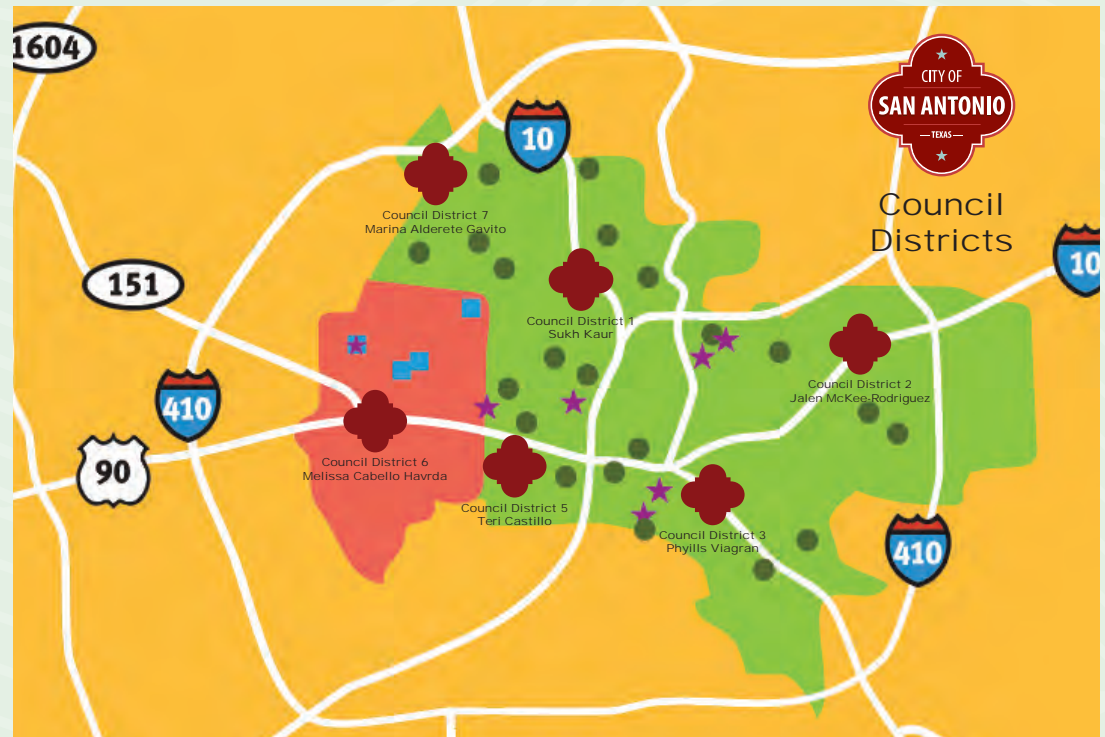 1604
CITY OF
SAN ANTONIO
TEXAS
10
Council
Districts
Council District 7
Marina Alderete Gavito
10
151
Council District 1
Sukh Kaur
Council District 2
Jalen McKee-Rodriguez
410
90
Council District 6
Melissa Cabello Havrda
Council District 5
Teri Castillo
Council District 3
Phyills Viagran
410